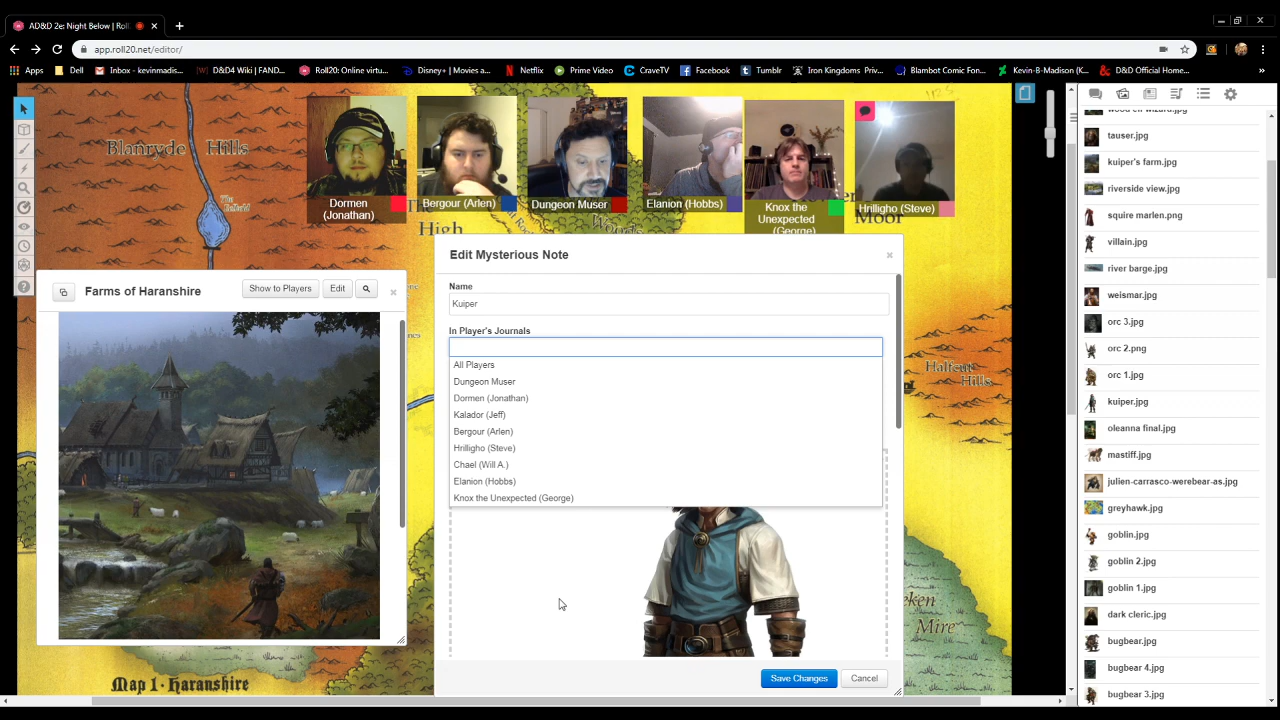 AD&D 2e: Night Below | Roll
app.roll20.net/editor/
Apps
Dell
Inbox - kevinmadis...
D&D4 Wiki | FAND...
Roll20: Online virtu...
Disney+ | Movies a...
Netflix
Prime Video
CraveTV
Facebook
Tumblr
Iron Kingdoms Priv...
Blambot Comic Fon...
Kevin-B-Madison (K...
D&D Official Home...
Blanryde Hills
The
High
Woods
Moor
Dormen
(Jonathan)
Bergour (Arlen)
Dungeon Muser
Elanion (Hobbs)
Knox the
Unexpected
(George)
Hrilligho (Steve)
Farms of Haranshire
Show to Players
Edit
Edit Mysterious Note
Name
Kuiper
In Player's Journals
All Players
Dungeon Muser
Dormen (Jonathan)
Kalador (Jeff)
Bergour (Arlen)
Hrilligho (Steve)
Chael (Will A.)
Elanion (Hobbs)
Knox the Unexpected (George)
Save Changes
Cancel
Halfcut
Hills
Mire
Map 1 · Haranshire
wood elf wizard.jpg
tauser.jpg
kuiper's farm.jpg
riverside view.jpg
squire marlen.png
villain.jpg
river barge.jpg
weismar.jpg
orc 3.jpg
orc 2.png
orc 1.jpg
kuiper.jpg
oleanna final.jpg
mastiff.jpg
julien-carrasco-werebear-as.jpg
greyhawk.jpg
goblin.jpg
goblin 2.jpg
goblin 1.jpg
dark cleric.jpg
bugbear.jpg
bugbear 4.jpg
bugbear 3.jpg